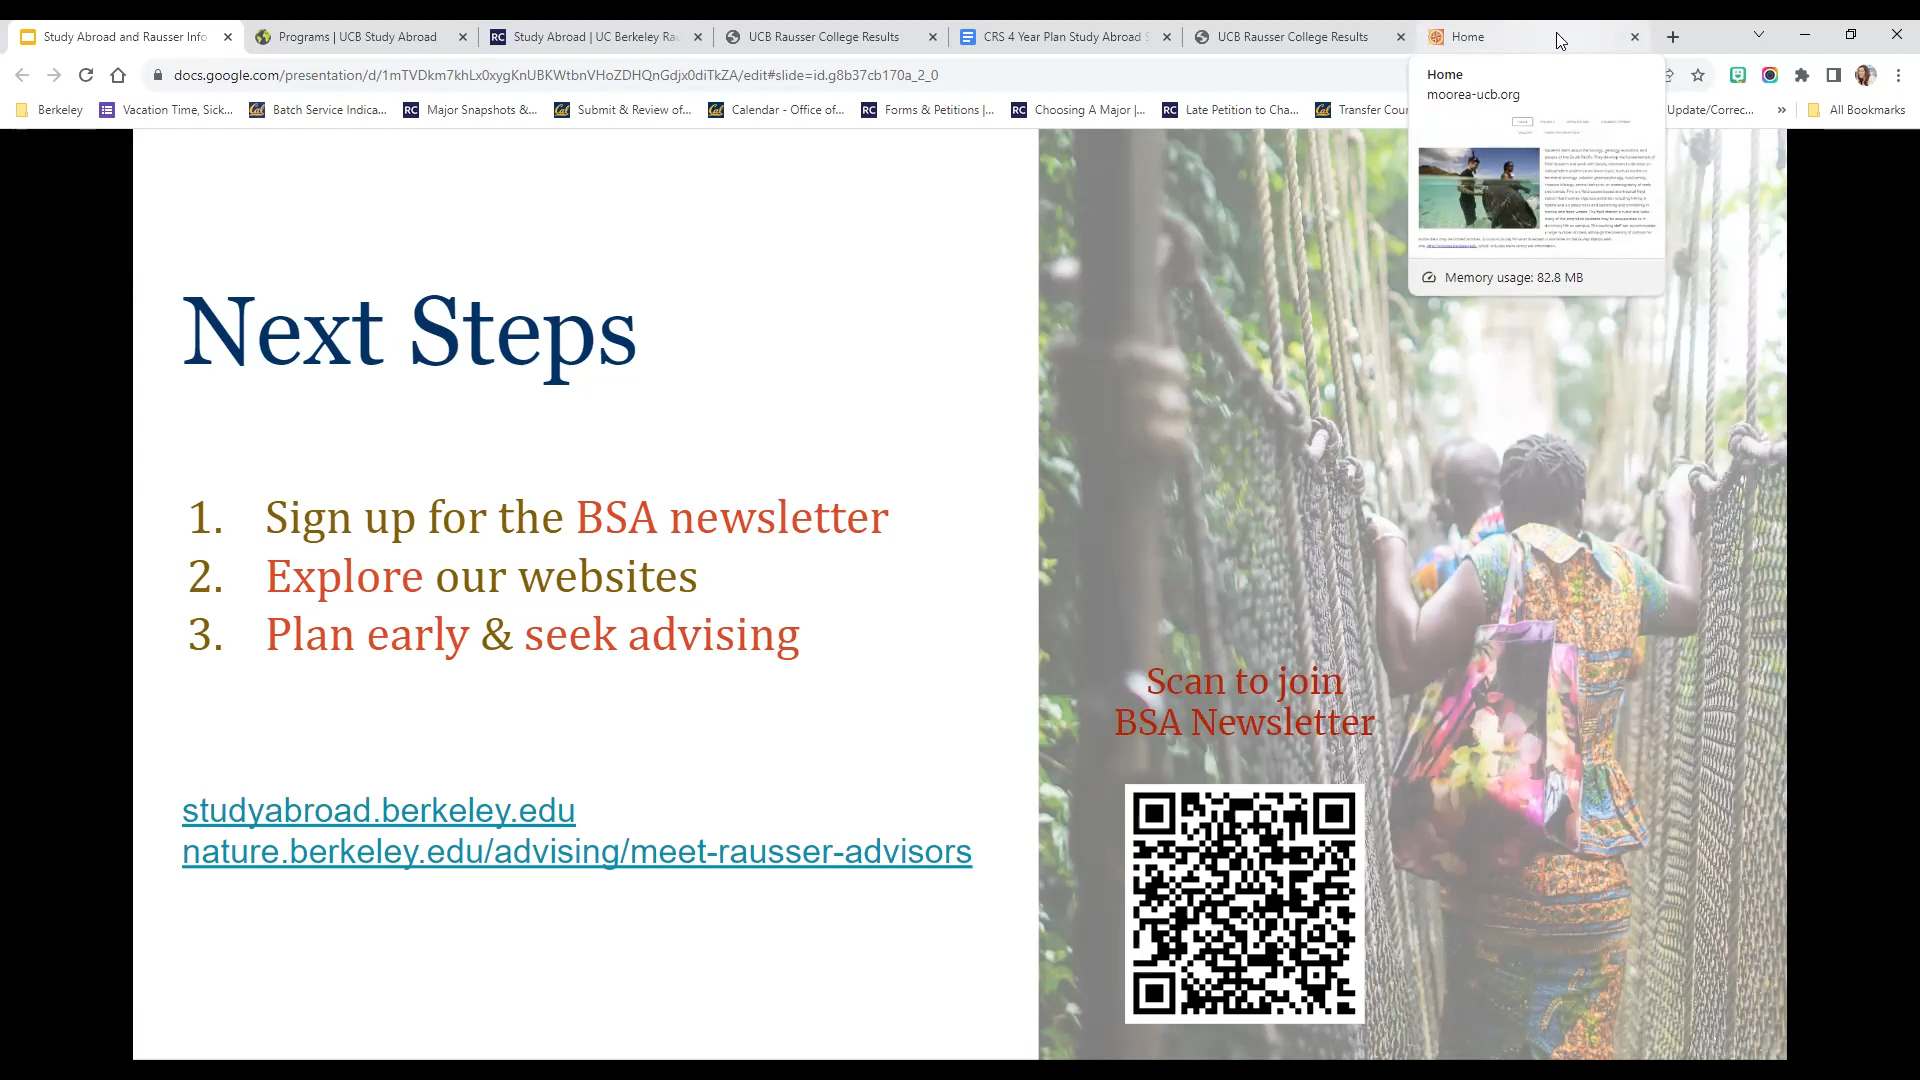 Study Abroad and Rausser Info
Programs | UCB Study Abroad
Study Abroad | UC Berkeley Ra
UCB Rausser College Results
CRS 4 Year Plan Study Abroad S
UCB Rausser College Results
Home
docs.google.com/presentation/d/1mTVDkm7khLx0xygKnUBKWtbnVHoZDHQnGdjx0diTkZA/edit#slide=id.g8b37cb170a_2_0
Berkeley
Vacation Time, Sick...
Batch Service Indica...
Major Snapshots &...
Submit & Review of...
Calendar - Office of...
Forms & Petitions |...
Choosing A Major |...
Late Petition to Cha...
Transfer Cour
Update/Correc...
All Bookmarks
Home
moorea-ucb.org
Memory usage: 82.8 MB
Next Steps
1. Sign up for the BSA newsletter
2. Explore our websites
3. Plan early & seek advising
studyabroad.berkeley.edu
nature.berkeley.edu/advising/meet-rausser-advisors
Scan to join
BSA Newsletter